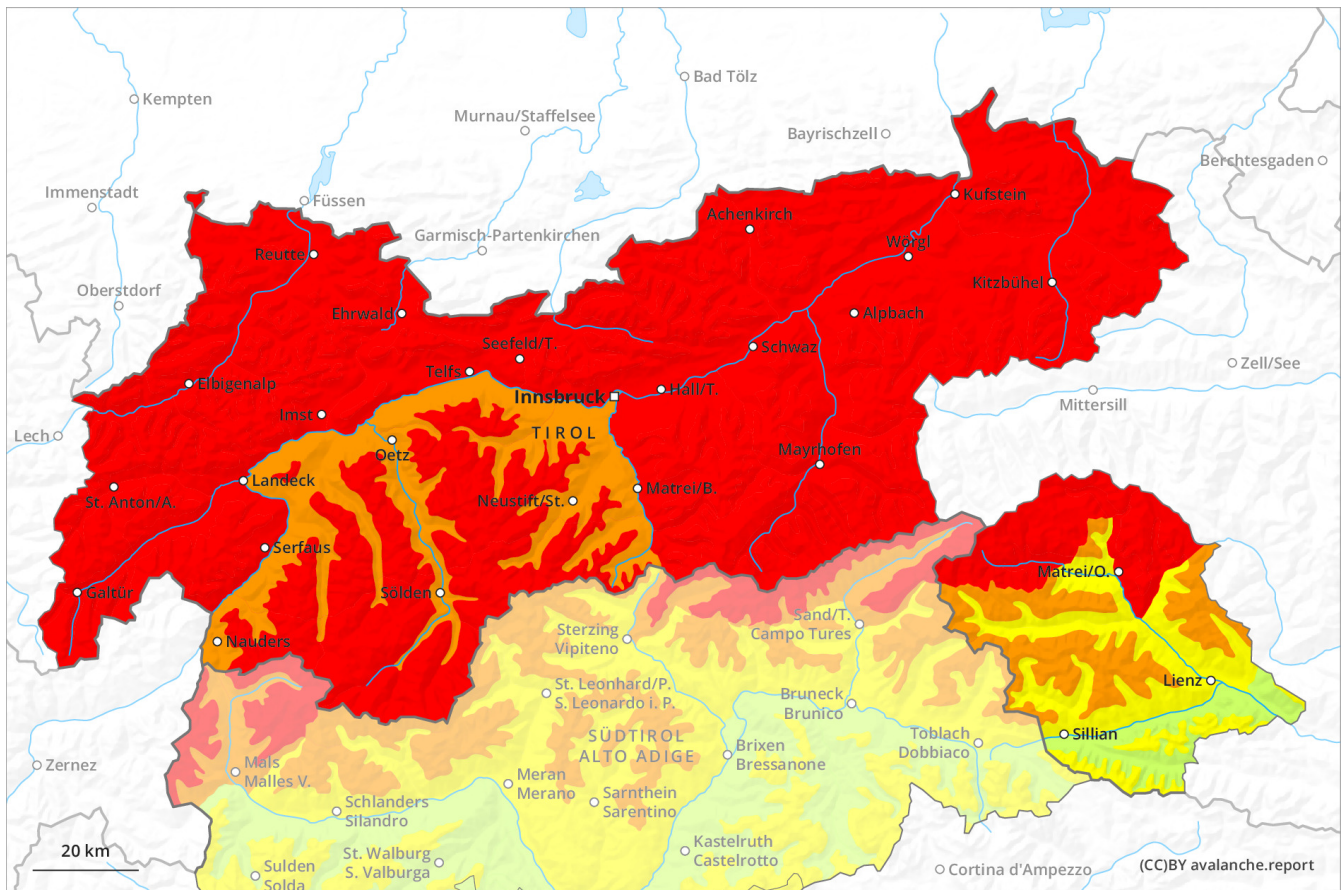 Kempten
Bad Tölz
Murnau/Staffelsee
Bayrischzell
Berchtesgaden
Immenstadt
Füssen
Kufstein
Achenkirch
Garmisch-Partenkirchen
Reutte
Wörgl
Oberstdorf
Kitzbühel
Ehrwald
Alpbach
Seefeld/T.
Schwaz
Telfs
Zell/See
Elbigenalp
Innsbruck
Hall/T.
Mittersill
Imst
Lech
TIROL
Oetz
Mayrhofen
Landeck
St. Anton/A.
Neustift/St.
Matrei/B.
Serfaus
Matrei/O.
Galtür
Sölden
Sand/T.
Campo Tures
Nauders
Sterzing
Vipiteno
Lienz
St. Leonhard/P.
S. Leonardo i. P.
Bruneck
Brunico
Sillian
SÜDTIROL
ALTO ADIGE
Toblach
Dobbiaco
Brixen
Bressanone
Zernez
Mals
Malles V.
Meran
Merano
Sarnthein
Sarentino
Schlanders
Silandro
Kastelruth
Castelrotto
20 km
St. Walburg
S. Valburga
Sulden
Solda
Cortina d'Ampezzo
(CC)BY avalanche.report